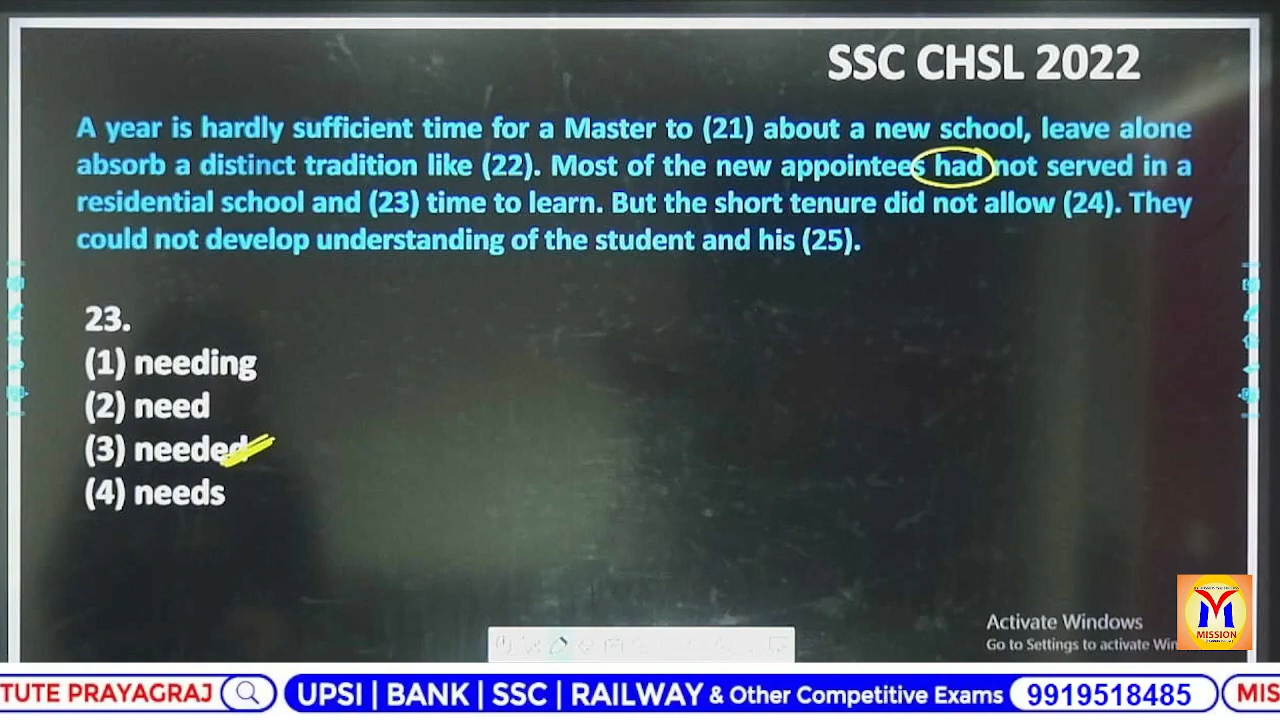 SSC CHSL 2022
A year is hardly sufficient time for a Master to (21) about a new school, leave alone
absorb a distinct tradition like (22). Most of the new appointees had not served in a
residential school and (23) time to learn. But the short tenure did not allow (24). They
could not develop understanding of the student and his (25).
23.
(1) needing
(2) need
(3) needed
(4) needs
Activate Windows
Go to Settings to activate Win
MISSION
TUTE PRAYAGRAJ UPSI | BANK | SSC | RAILWAY & Other Competitive Exams 9919518485 MIS